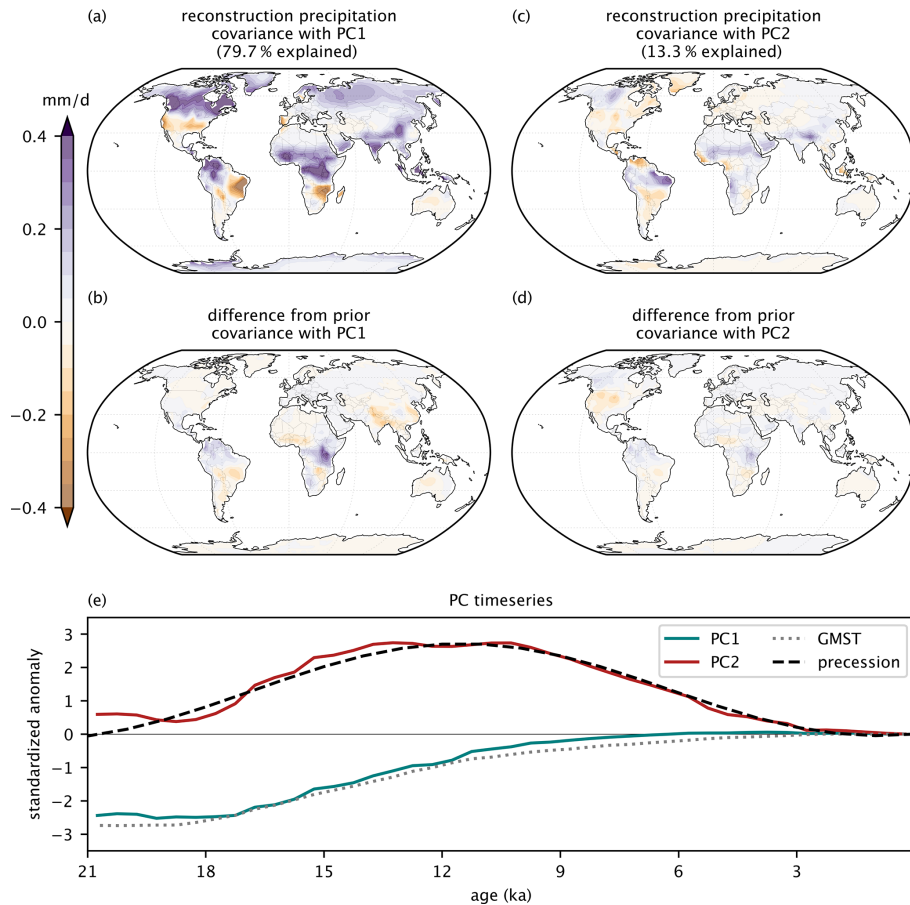 (a)
reconstruction precipitation
covariance with PC1
(79.7 % explained)
(c)
reconstruction precipitation
covariance with PC2
(13.3 % explained)
mm/d
0.4
0.2
0.0
−0.2
−0.4
(b)
difference from prior
covariance with PC1
(d)
difference from prior
covariance with PC2
(e)
PC timeseries
standardized anomaly
3
2
1
0
−1
−2
−3
PC1
PC2
GMST
precession
21
18
15
12
9
6
3
age (ka)